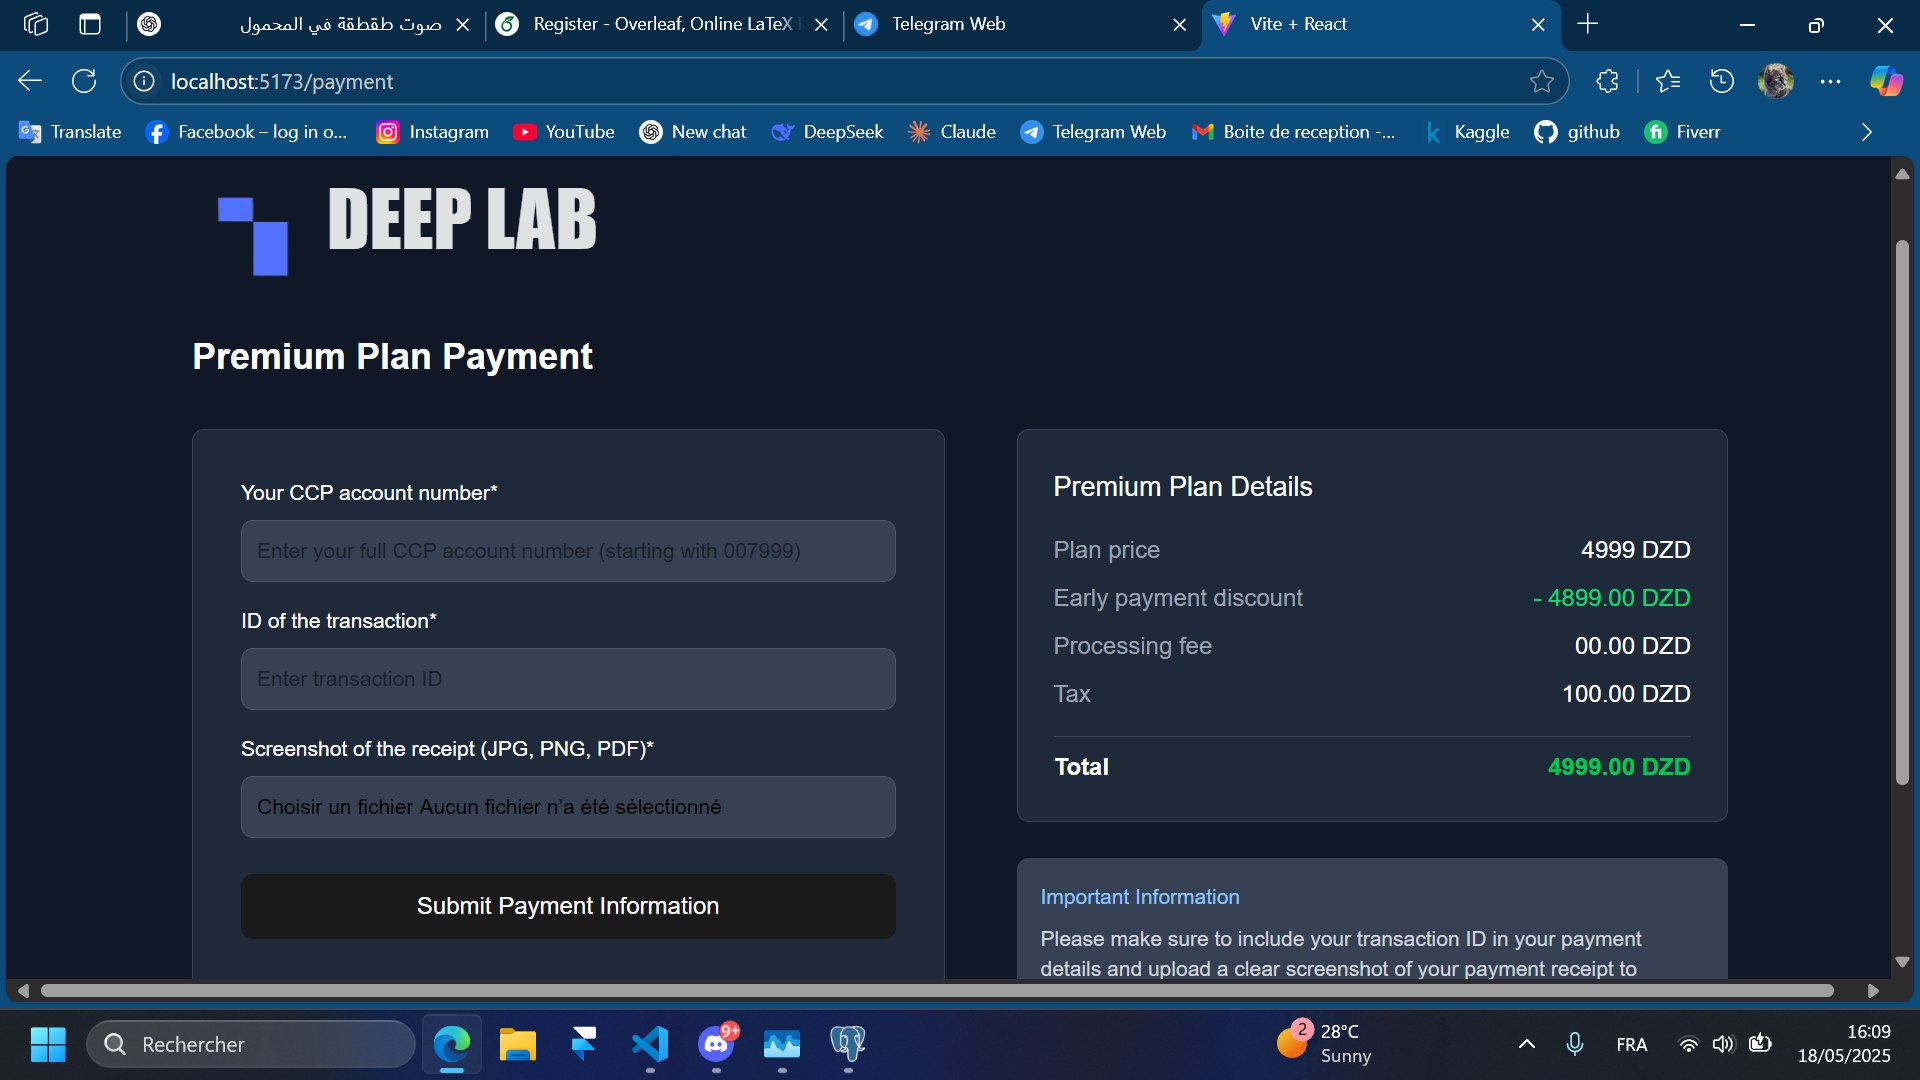 صوت طقطقة في المحمول
Register - Overleaf, Online LaTeX
Telegram Web
Vite + React
localhost:5173/payment
Translate
Facebook – log in o...
Instagram
YouTube
New chat
DeepSeek
Claude
Telegram Web
Boite de reception -...
Kaggle
github
Fiverr
DEEP LAB
Premium Plan Payment
Your CCP account number*
Enter your full CCP account number (starting with 007999)
ID of the transaction*
Enter transaction ID
Screenshot of the receipt (JPG, PNG, PDF)*
Choisir un fichier Aucun fichier n’a été sélectionné
Submit Payment Information
Premium Plan Details
Plan price 4999 DZD
Early payment discount - 4899.00 DZD
Processing fee 00.00 DZD
Tax 100.00 DZD
Total 4999.00 DZD
Important Information
Please make sure to include your transaction ID in your payment
details and upload a clear screenshot of your payment receipt to
Rechercher
9+
2
28°C
Sunny
FRA
16:09
18/05/2025